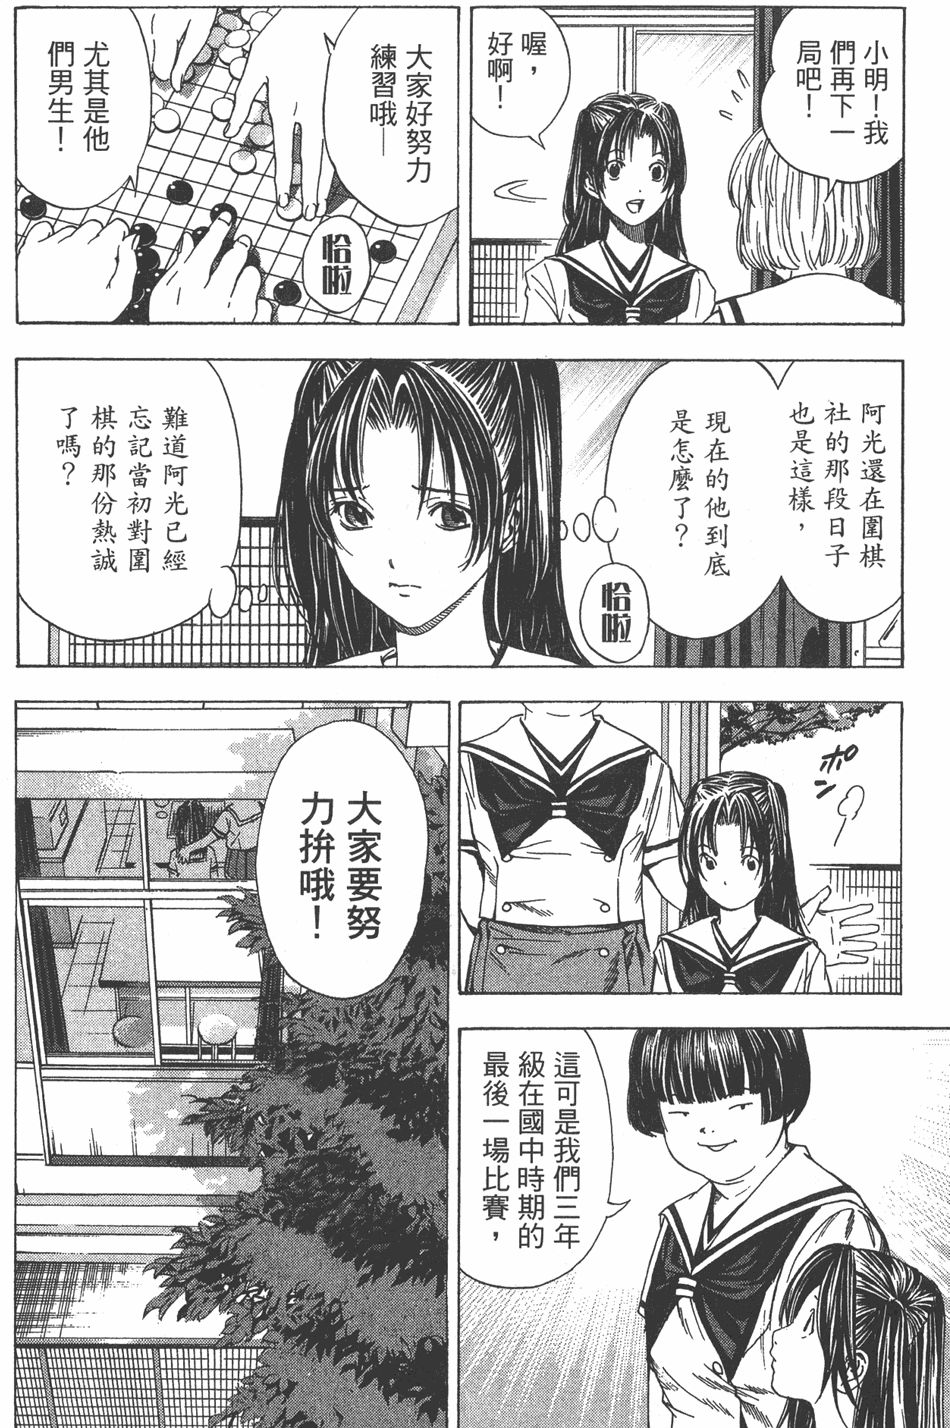 小明！我
們再下一
局吧！
喔，
好啊！
大家好努力
練習哦—
尤其是他
們男生！
恰啦
阿光還在圍棋
社的那段日子
也是這樣，
現在的他到底
是怎麼了？
恰啦
難道阿光已經
忘記當初對圍
棋的那份熱誠
了嗎？
ポン
這可是我們三年
級在國中時期的
最後一場比賽，
大家要努
力拚哦！